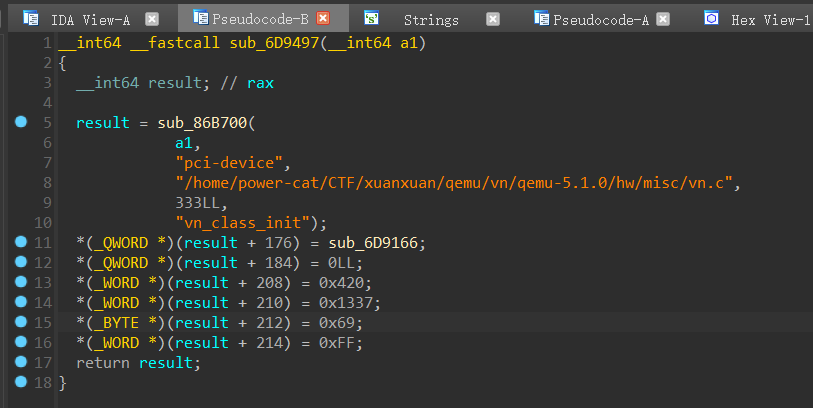 IDA View-A Pseudocode-B Strings Pseudocode-A Hex View-1
1 __int64 __fastcall sub_6D9497(__int64 a1)
2 {
3 __int64 result; // rax
4
5 result = sub_86B700(
6 a1,
7 "pci-device",
8 "/home/power-cat/CTF/xuanxuan/qemu/vn/qemu-5.1.0/hw/misc/vn.c",
9 333LL,
10 "vn_class_init");
11 *(_QWORD *)(result + 176) = sub_6D9166;
12 *(_QWORD *)(result + 184) = 0LL;
13 *(_WORD *)(result + 208) = 0x420;
14 *(_WORD *)(result + 210) = 0x1337;
15 *(_BYTE *)(result + 212) = 0x69;
16 *(_WORD *)(result + 214) = 0xFF;
17 return result;
18 }